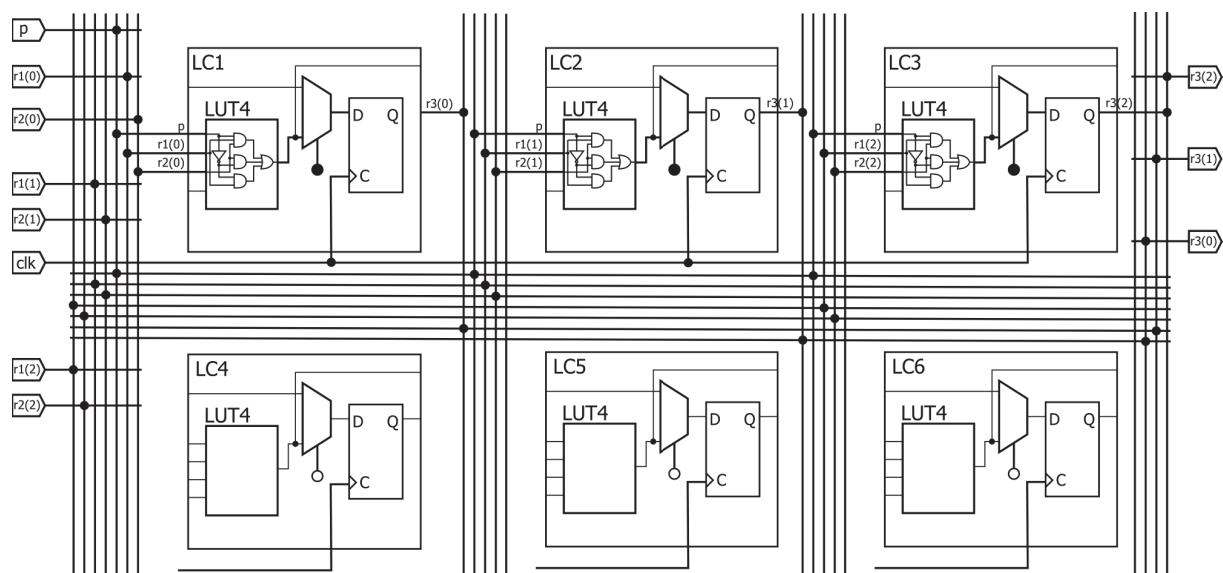 p
r1(0)
r2(0)
r1(1)
r2(1)
clk
r1(2)
r2(2)
LC1
LUT4
p
r1(0)
r2(0)
D
Q
C
r3(0)
LC2
LUT4
p
r1(1)
r2(1)
D
Q
C
r3(1)
LC3
LUT4
p
r1(2)
r2(2)
D
Q
C
r3(2)
r3(2)
r3(1)
r3(0)
LC4
LUT4
D
Q
C
LC5
LUT4
D
Q
C
LC6
LUT4
D
Q
C